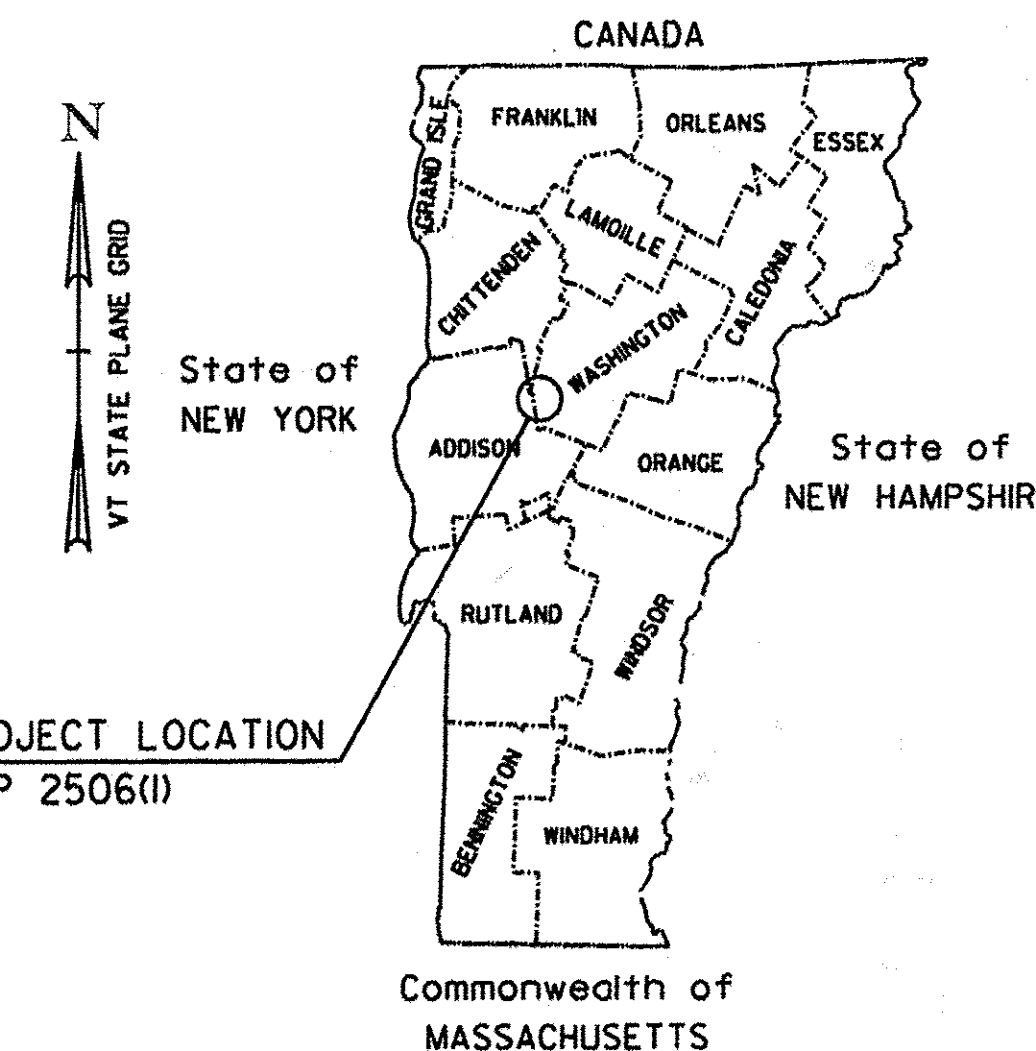 CANADA
N
VT STATE PLANE GRID
GRAND ISLE
FRANKLIN
ORLEANS
ESSEX
LAMOILLE
CHITTENDEN
CALEDONIA
WASHINGTON
State of
NEW YORK
ADDISON
ORANGE
State of
NEW HAMPSHIR
RUTLAND
WINDSOR
OJECT LOCATION
P 2506(1)
BENNINGTON
WINDHAM
Commonwealth of
MASSACHUSETTS